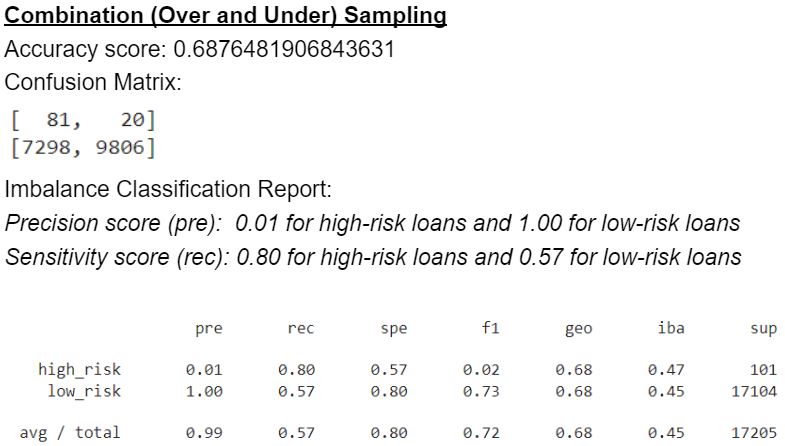 Combination (Over and Under) Sampling
Accuracy score: 0.6876481906843631
Confusion Matrix:
[  81,   20]
[7298, 9806]
Imbalance Classification Report:
Precision score (pre):  0.01 for high-risk loans and 1.00 for low-risk loans
Sensitivity score (rec): 0.80 for high-risk loans and 0.57 for low-risk loans
pre rec spe f1 geo iba sup
high_risk 0.01 0.80 0.57 0.02 0.68 0.47 101
low_risk 1.00 0.57 0.80 0.73 0.68 0.45 17104
avg / total 0.99 0.57 0.80 0.72 0.68 0.45 17205